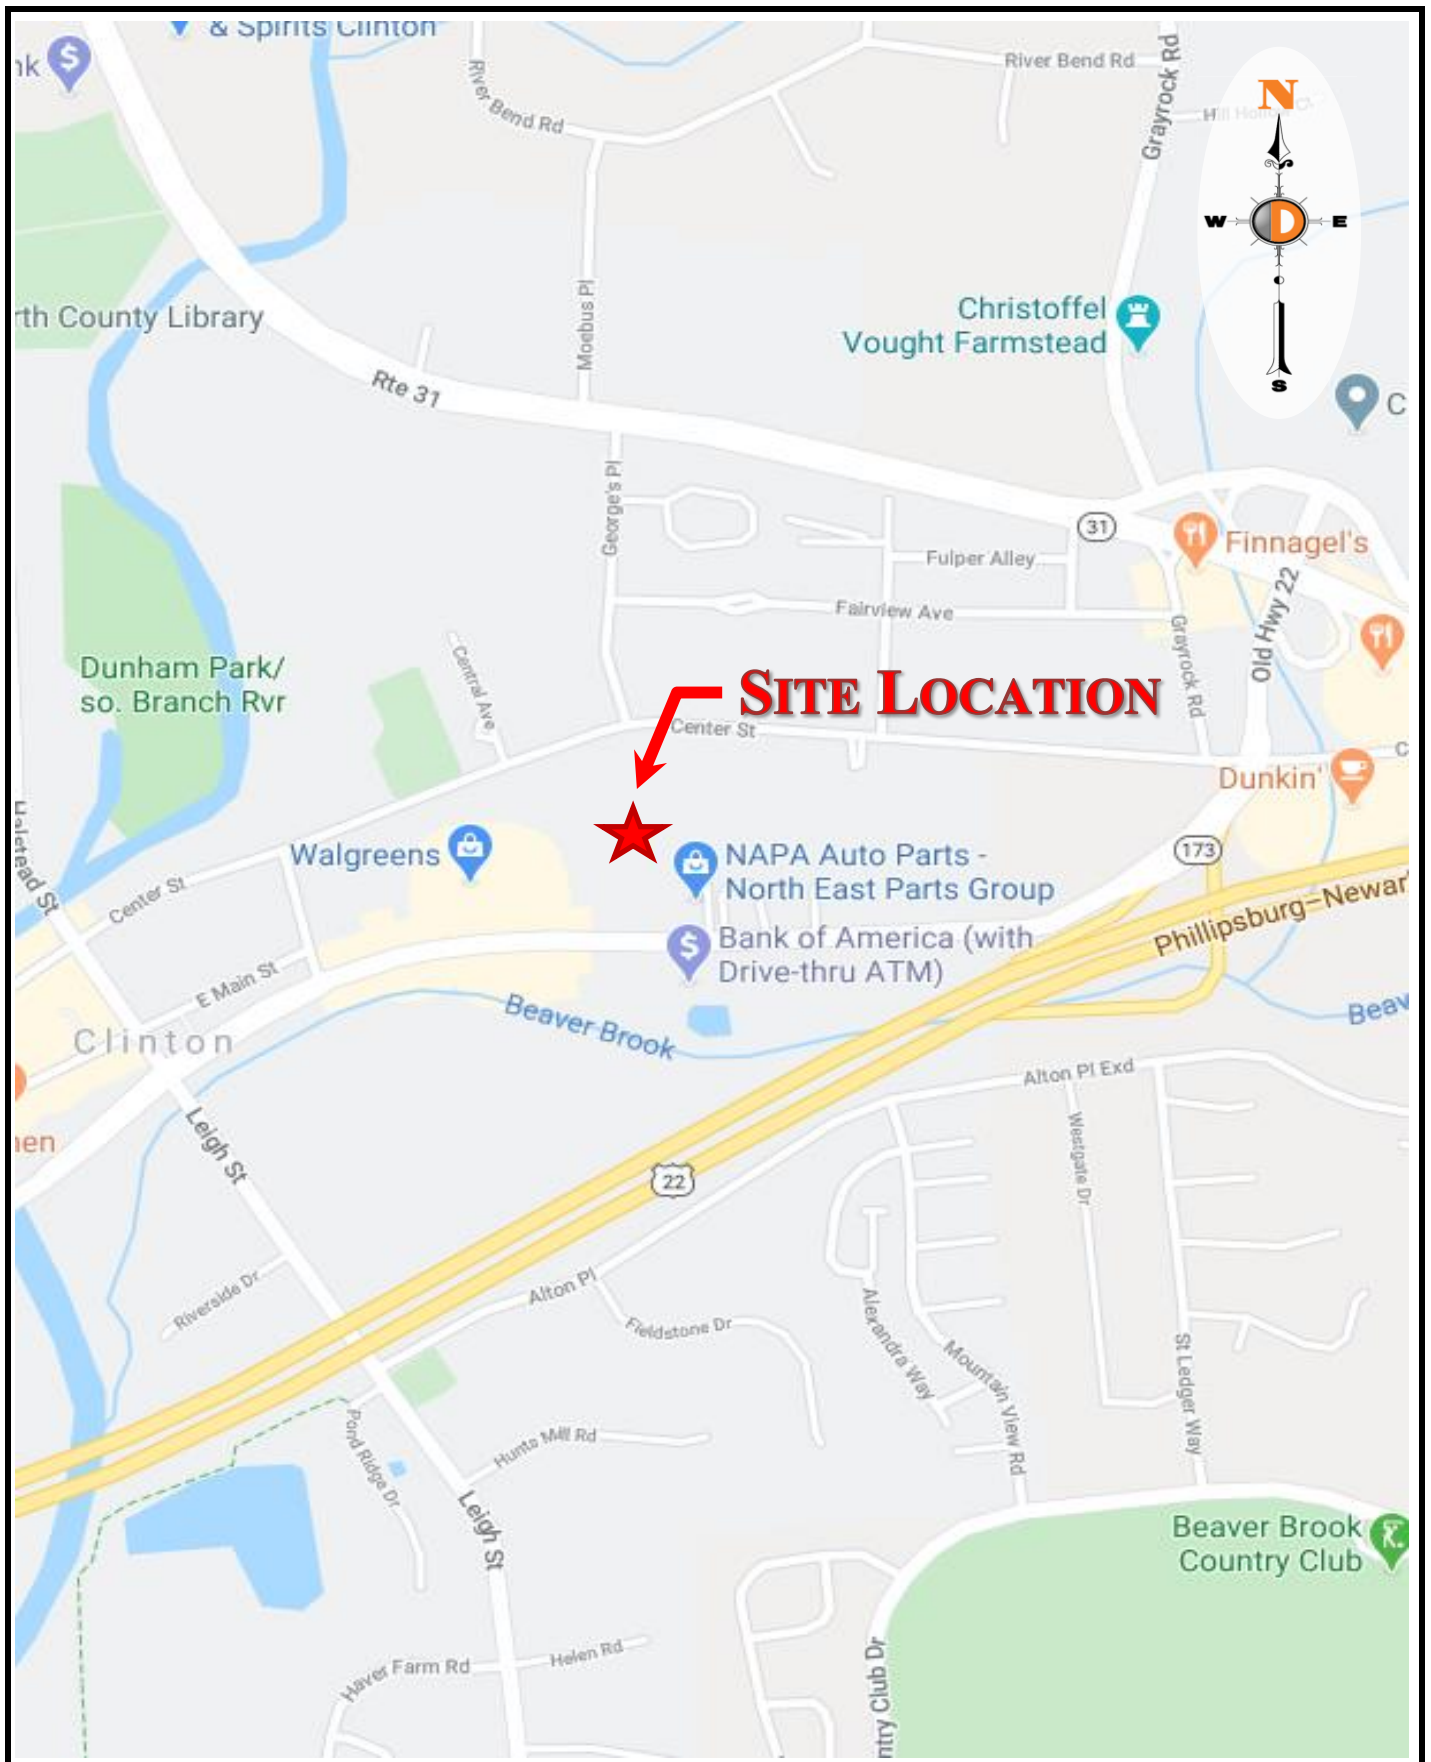 & Spirits Clinton
nk
River Bend Rd
River Bend Rd
Grayrock Rd
N
W
D
E
S
rth County Library
Moebus Pl
Christoffel
Vought Farmstead
Rte 31
C
George's Pl
31
Finnagel's
Fulper Alley
Fairview Ave
Old Hwy 22
Grayrock Rd
Central Ave
Dunham Park/
so. Branch Rvr
SITE LOCATION
Center St
C
Dunkin'
Halstead St
Walgreens
NAPA Auto Parts -
North East Parts Group
173
Center St
Phillipsburg-Newar
Bank of America (with
Drive-thru ATM)
E Main St
Beaver Brook
Beav
Clinton
Alton Pl Exd
Leigh St
Westgate Dr
nen
22
Riverside Dr
Alton Pl
Fieldstone Dr
Alexandra Way
Mountain View Rd
St Ledger Way
Pond Ridge Dr
Hunts Mill Rd
Leigh St
Beaver Brook
Country Club
Haver Farm Rd
Helen Rd
ntry Club Dr